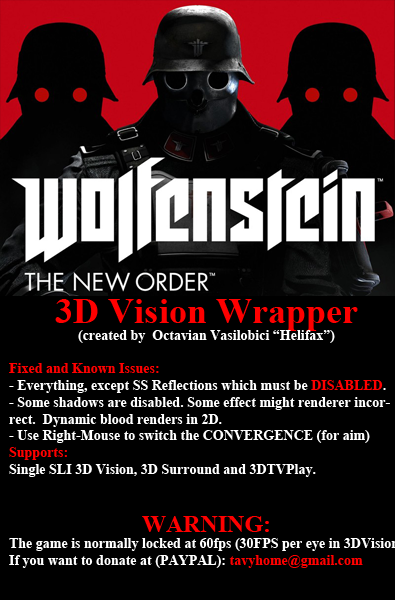 Wolfenstein™
THE NEW ORDER™
3D Vision Wrapper
(created by Octavian Vasilobici “Helifax”)
Fixed and Known Issues:
- Everything, except SS Reflections which must be DISABLED.
- Some shadows are disabled. Some effect might renderer incor-
rect. Dynamic blood renders in 2D.
- Use Right-Mouse to switch the CONVERGENCE (for aim)
Supports:
Single SLI 3D Vision, 3D Surround and 3DTVPlay.
WARNING:
The game is normally locked at 60fps (30FPS per eye in 3DVision
If you want to donate at (PAYPAL): tavyhome@gmail.com